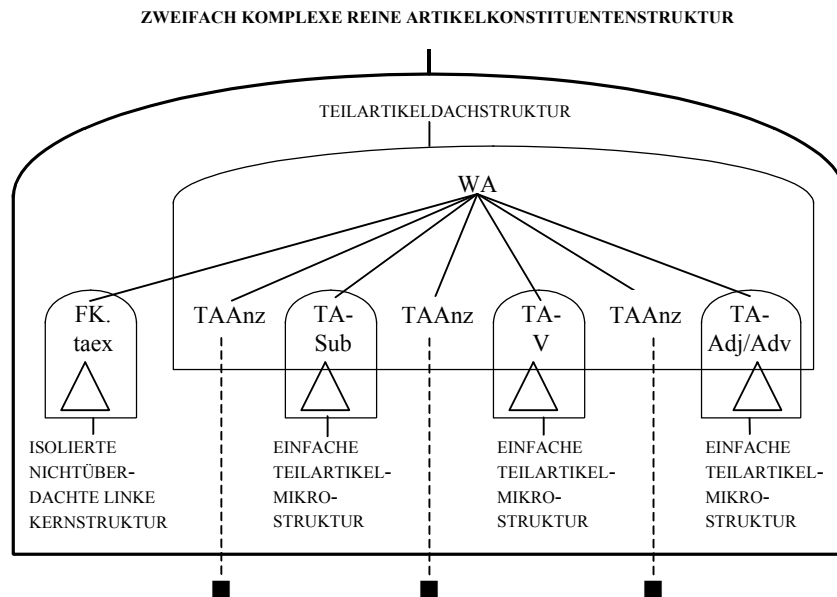 ZWEIFACH KOMPLEXE REINE ARTIKELKONSTITUENTENSTRUKTUR
TEILARTIKELDACHSTRUKTUR
WA
FK.
taex
TAAnz
TA-
Sub
TAAnz
TA-
V
TAAnz
TA-
Adj/Adv
ISOLIERTE
NICHTÜBER-
DACHTE LINKE
KERNSTRUKTUR
EINFACHE
TEILARTIKEL-
MIKRO-
STRUKTUR
EINFACHE
TEILARTIKEL-
MIKRO-
STRUKTUR
EINFACHE
TEILARTIKEL-
MIKRO-
STRUKTUR